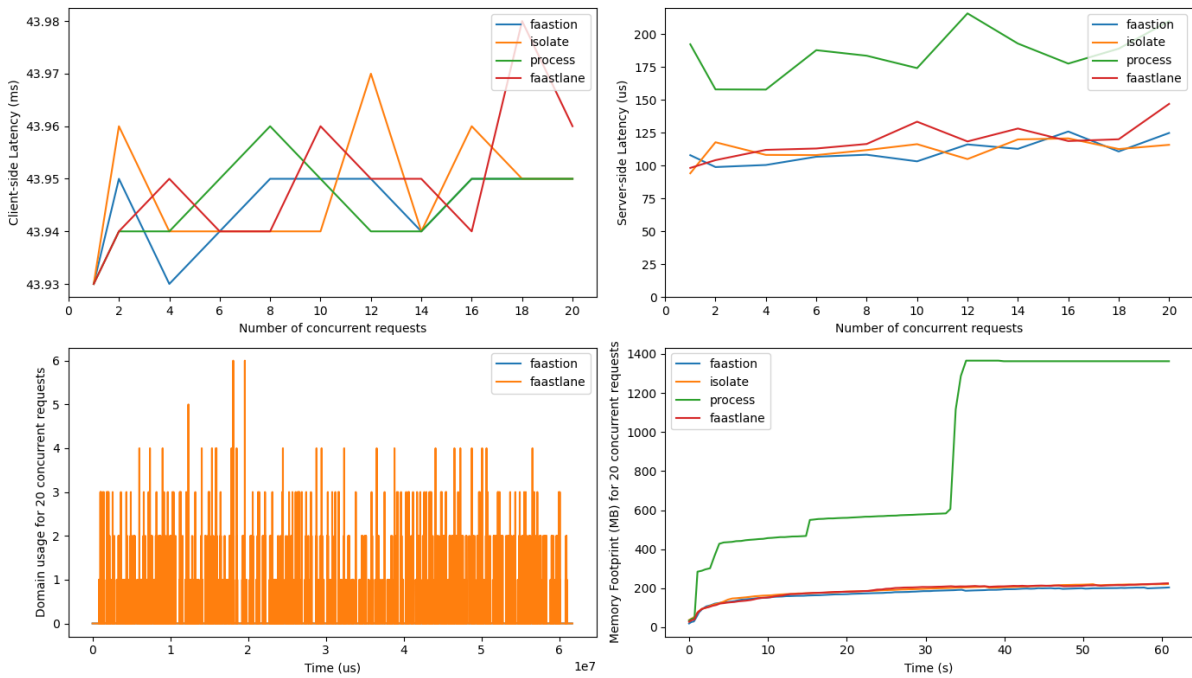 43.98
43.97
43.96
43.95
43.94
43.93
Client-side Latency (ms)
faastion
isolate
process
faastlane
0 2 4 6 8 10 12 14 16 18 20
Number of concurrent requests
200
175
150
125
100
75
50
25
0
Server-side Latency (us)
faastion
isolate
process
faastlane
0 2 4 6 8 10 12 14 16 18 20
Number of concurrent requests
6
5
4
3
2
1
0
Domain usage for 20 concurrent requests
faastion
faastlane
0 1 2 3 4 5 6
1e7
Time (us)
1400
1200
1000
800
600
400
200
0
Memory Footprint (MB) for 20 concurrent requests
faastion
isolate
process
faastlane
0 10 20 30 40 50 60
Time (s)